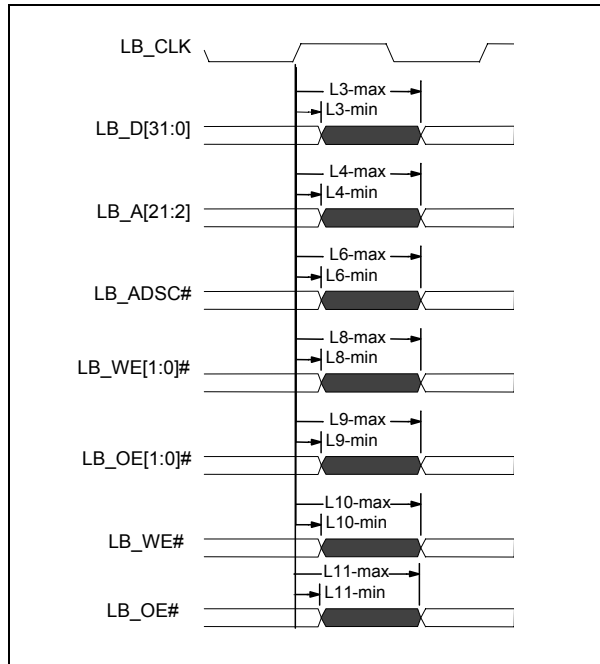 LB_CLK
L3-max
L3-min
LB_D[31:0]
L4-max
L4-min
LB_A[21:2]
L6-max
L6-min
LB_ADSC#
L8-max
L8-min
LB_WE[1:0]#
L9-max
L9-min
LB_OE[1:0]#
L10-max
L10-min
LB_WE#
L11-max
L11-min
LB_OE#